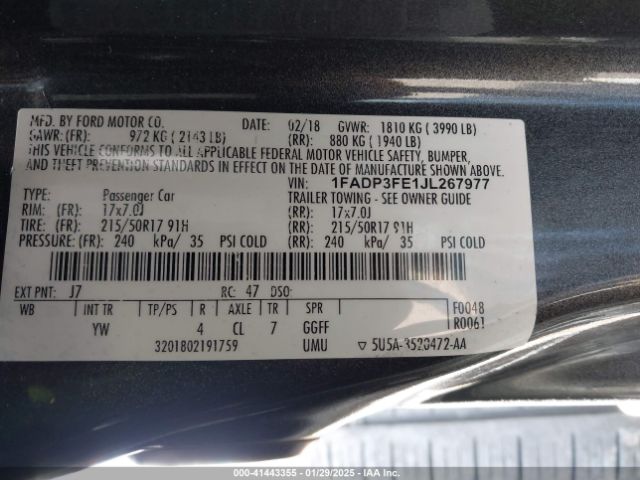 MFD. BY FORD MOTOR CO. DATE: 02/18 GVWR: 1810 KG ( 3990 LB)
GAWR: (FR): 972 KG ( 2143 LB) (RR): 880 KG ( 1940 LB)
THIS VEHICLE CONFORMS TO ALL APPLICABLE FEDERAL MOTOR VEHICLE SAFETY, BUMPER,
AND THEFT PREVENTION STANDARDS IN EFFECT ON THE DATE OF MANUFACTURE SHOWN ABOVE.
VIN: 1FADP3FE1JL267977
TYPE: Passenger Car TRAILER TOWING - SEE OWNER GUIDE
RIM: (FR): 17x7.0J (RR): 17x7.0J
TIRE: (FR): 215/50R17 91H (RR): 215/50R17 91H
PRESSURE: (FR): 240 kPa/ 35 PSI COLD (RR): 240 kPa/ 35 PSI COLD
EXT PNT: J7 RC: 47 DSO:
WB INT TR TP/PS R AXLE TR SPR F0048
YW 4 CL 7 GGFF R0061
3201802191759 UMU ▽ 5U5A-3520472-AA
000-41443355 | 01/29/2025 | IAA, Inc.